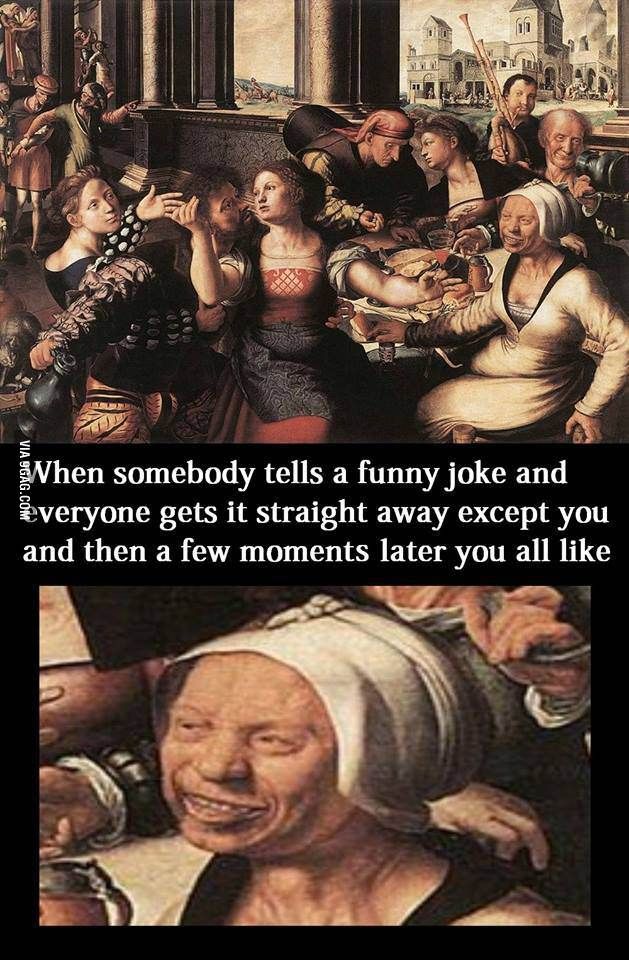 When somebody tells a funny joke and
everyone gets it straight away except you
and then a few moments later you all like
VIA 9GAG.COM